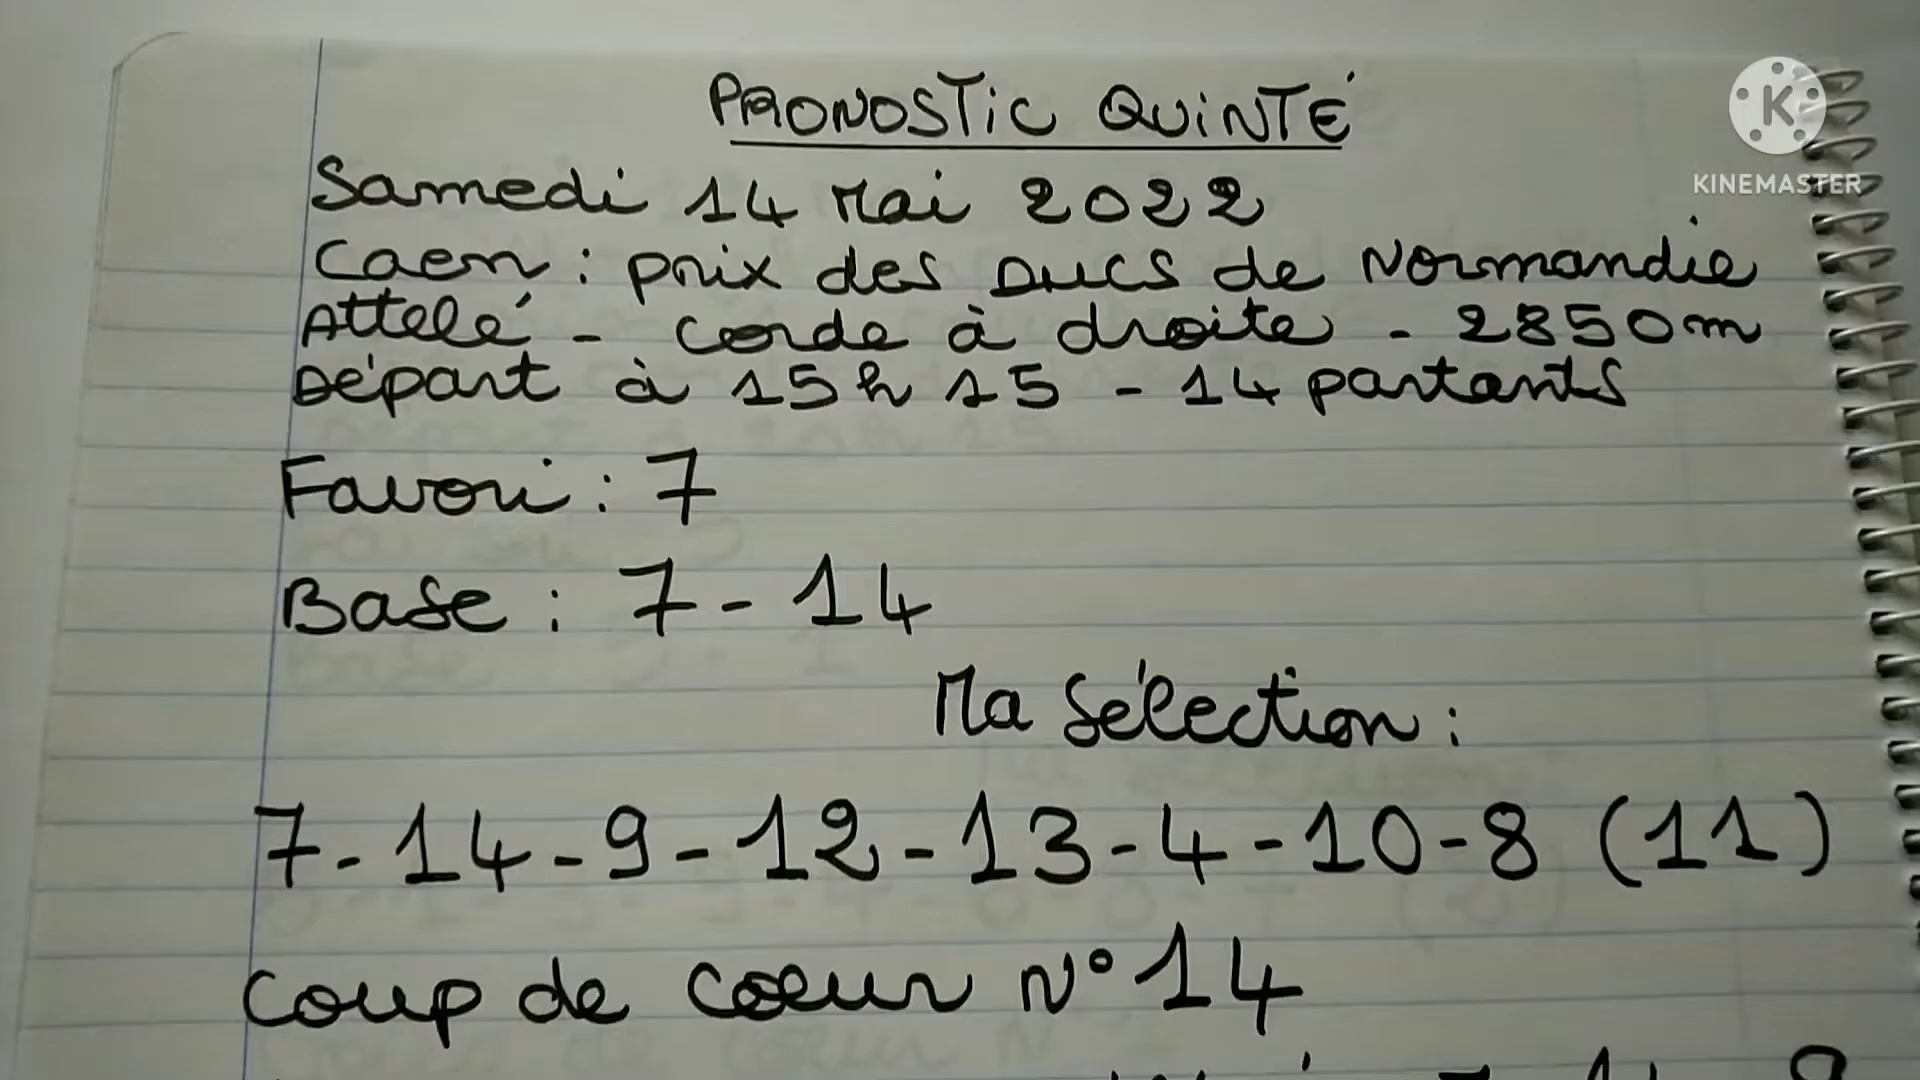 PRONOSTIC QUINTÉ
Samedi 14 Mai 2022
Caen : prix des Ducs de Normandie
Attelé - corde à droite - 2850m
Départ à 15h15 - 14 partants
Favori : 7
Base : 7 - 14
Ma sélection :
7 - 14 - 9 - 12 - 13 - 4 - 10 - 8 (11)
Coup de coeur N° 14
K
KINEMASTER